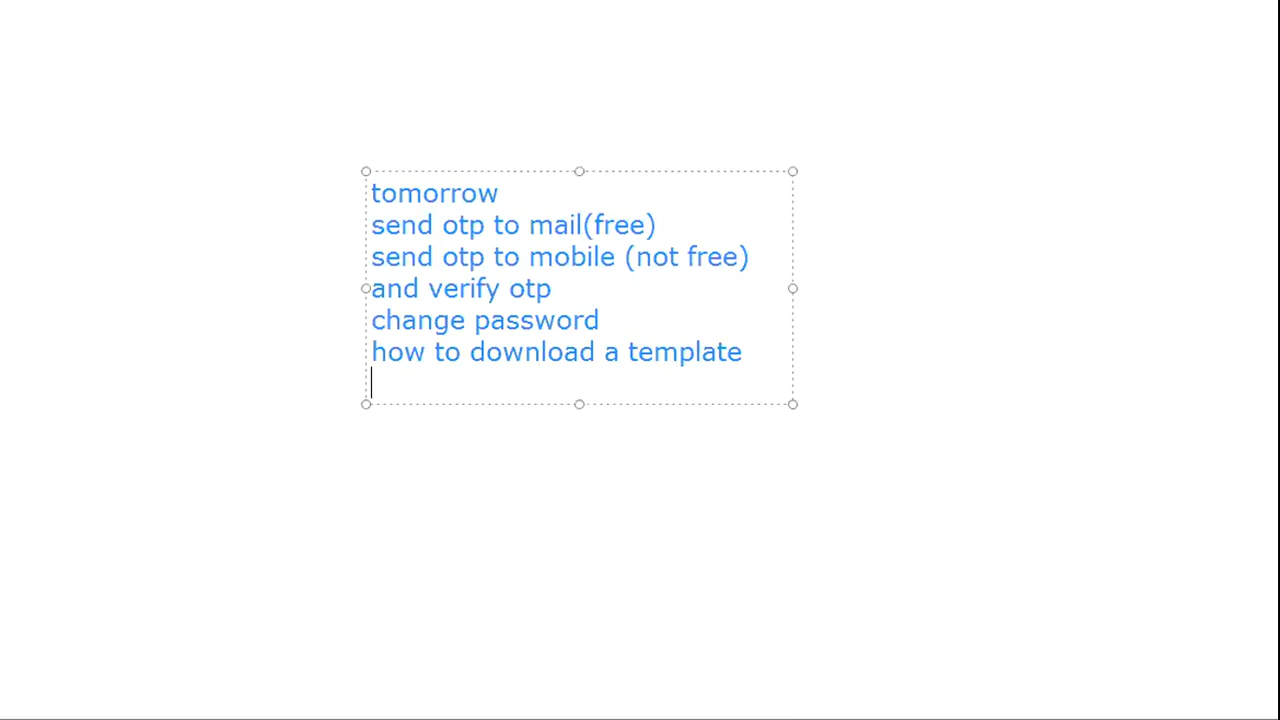 tomorrow
send otp to mail(free)
send otp to mobile (not free)
and verify otp
change password
how to download a template